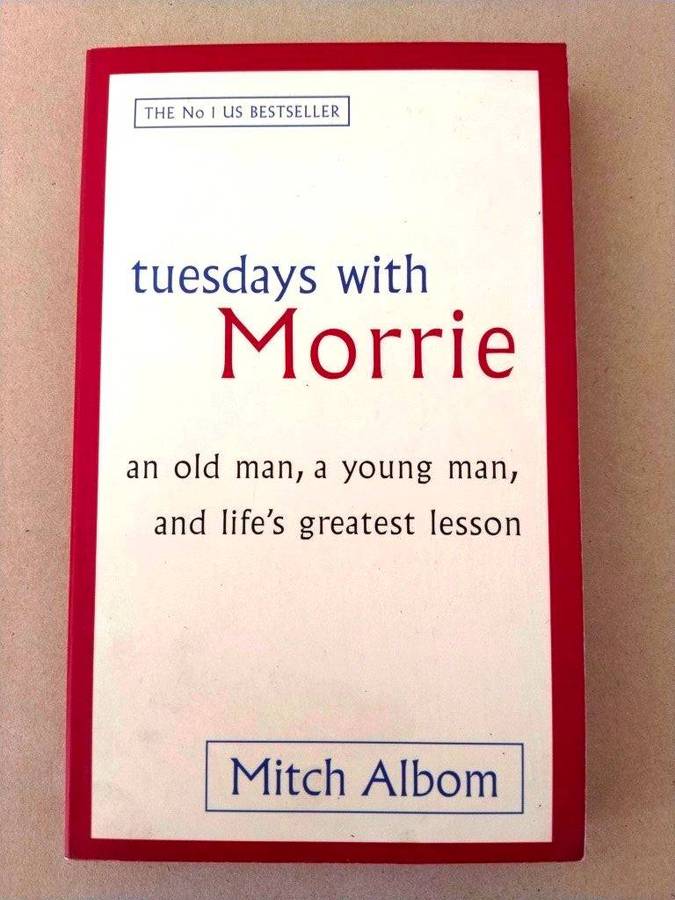 THE No 1 US BESTSELLER
tuesdays with
Morrie
an old man, a young man,
and life's greatest lesson
Mitch Albom